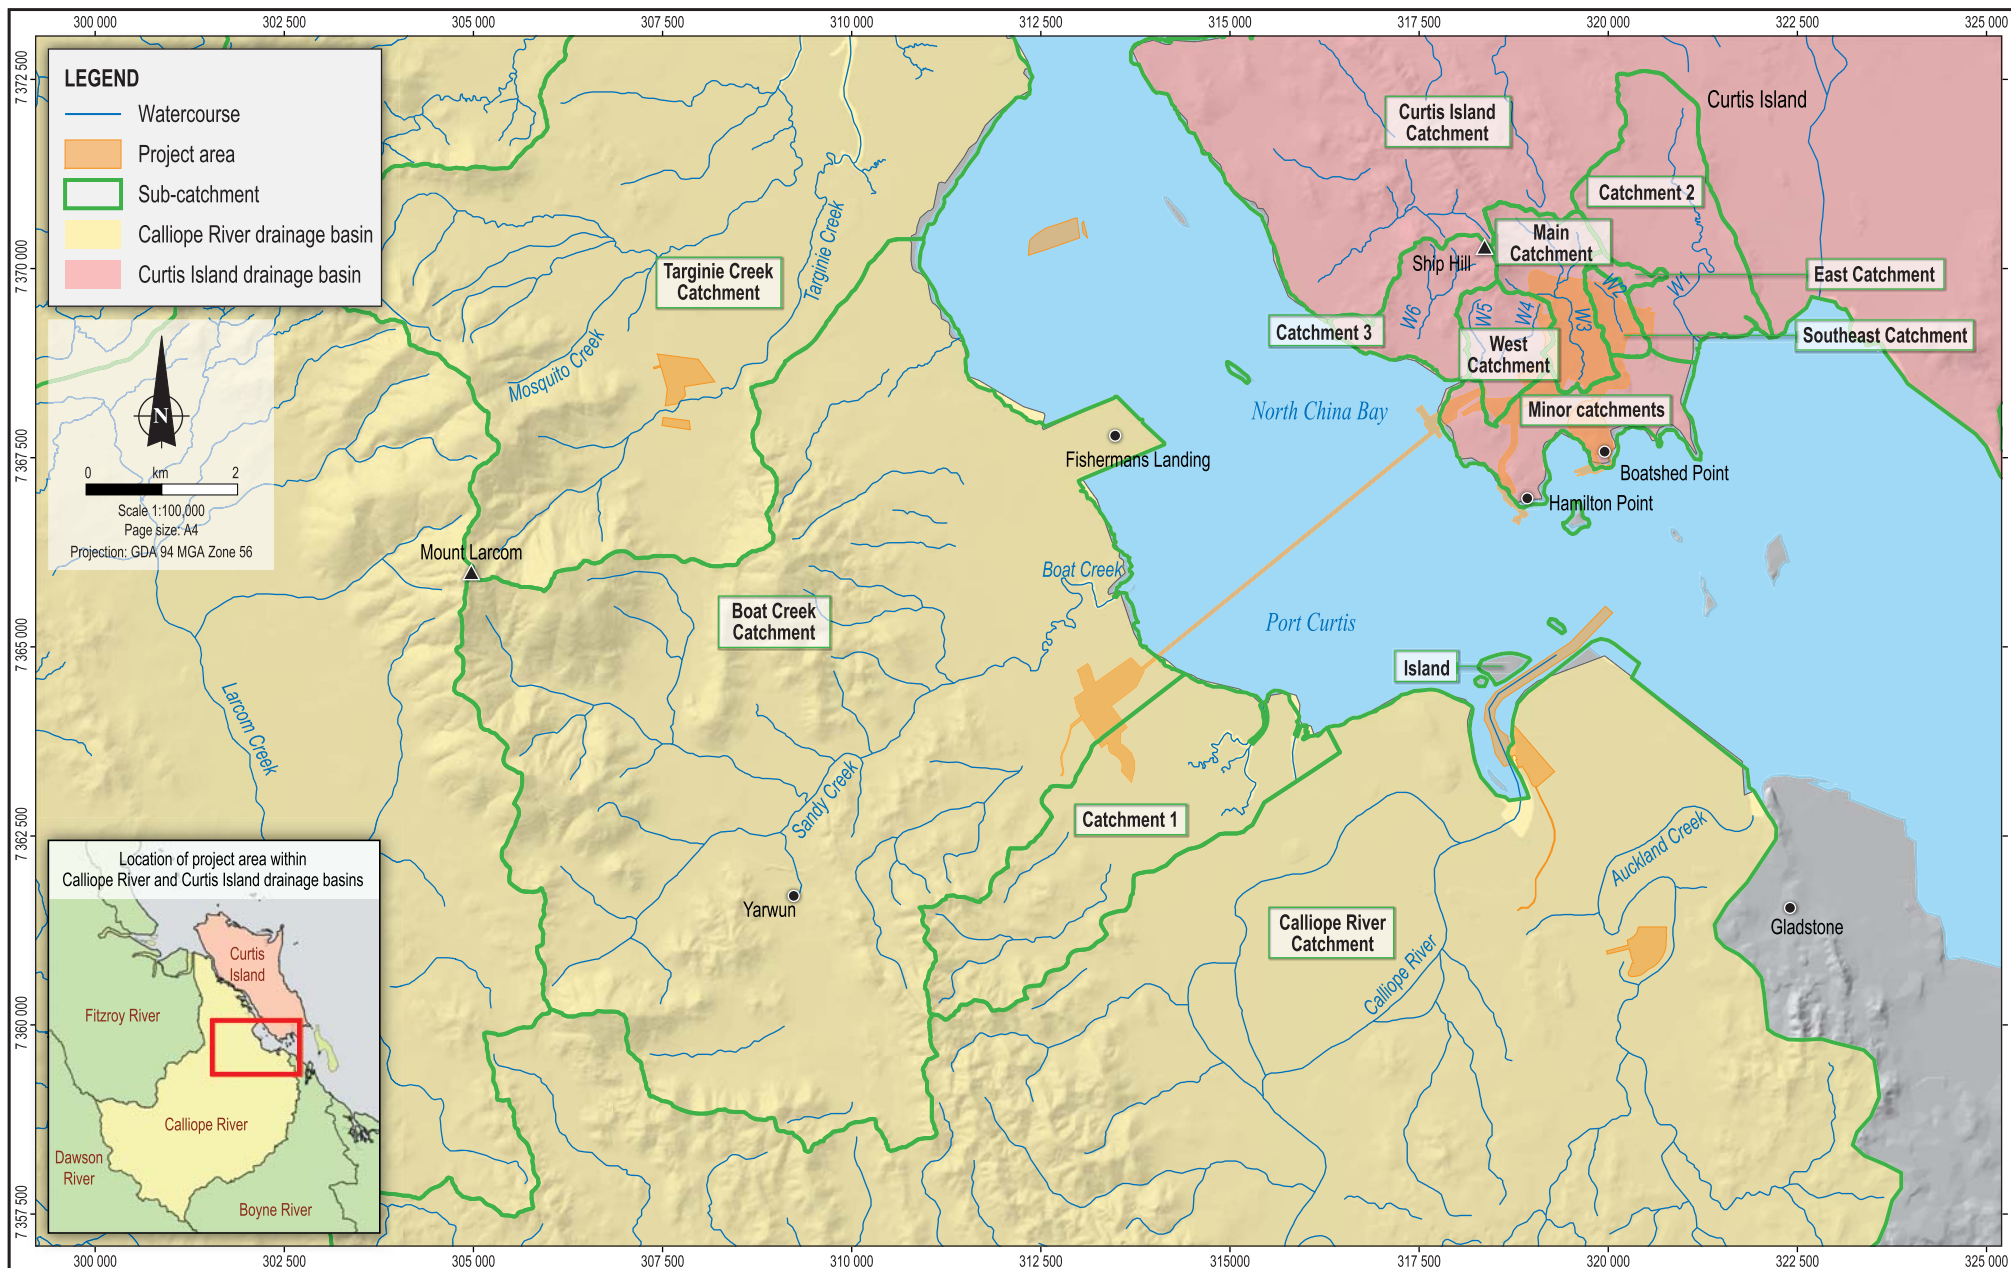 300 000
302 500
305 000
307 500
310 000
312 500
315 000
317 500
320 000
322 500
325 000
7 372 500
7 370 000
7 367 500
7 365 000
7 362 500
7 360 000
7 357 500
LEGEND
Watercourse
Project area
Sub-catchment
Calliope River drainage basin
Curtis Island drainage basin
N
0 km 2
Scale 1:100,000
Page size: A4
Projection: GDA 94 MGA Zone 56
Curtis Island
Catchment
Curtis Island
Catchment 2
Main
Catchment
Ship Hill
East Catchment
Southeast Catchment
Catchment 3
West
Catchment
Minor catchments
W6
W5
W4
W3
W2
W1
Targinie Creek
Catchment
Targinie Creek
Mosquito Creek
North China Bay
Fishermans Landing
Boatshed Point
Hamilton Point
Mount Larcom
Boat Creek
Boat Creek
Catchment
Port Curtis
Island
Larcom Creek
Sandy Creek
Catchment 1
Auckland Creek
Yarwun
Calliope River
Catchment
Calliope River
Gladstone
Location of project area within
Calliope River and Curtis Island drainage basins
Curtis
Island
Fitzroy River
Calliope River
Dawson
River
Boyne River
300 000
302 500
305 000
307 500
310 000
312 500
315 000
317 500
320 000
322 500
325 000